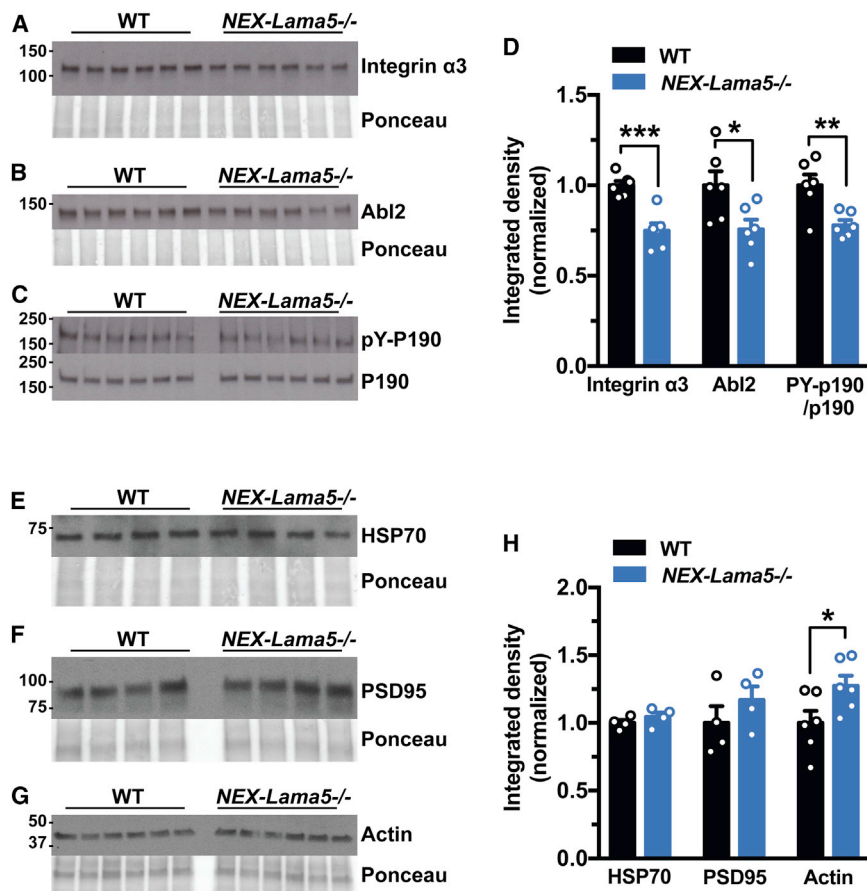 A
WT
NEX-Lama5-/-
150
100
Integrin α3
Ponceau
B
150
Abl2
Ponceau
C
WT
NEX-Lama5-/-
250
150
pY-P190
250
150
P190
D
WT
NEX-Lama5-/-
Integrated density
(normalized)
1.5
1.0
0.5
0.0
***
*
**
Integrin α3
Abl2
PY-p190
/p190
E
WT
NEX-Lama5-/-
75
HSP70
Ponceau
F
WT
NEX-Lama5-/-
100
75
PSD95
Ponceau
G
WT
NEX-Lama5-/-
50
37
Actin
Ponceau
H
WT
NEX-Lama5-/-
Integrated density
(normalized)
2.0
1.5
1.0
0.5
0.0
*
HSP70
PSD95
Actin